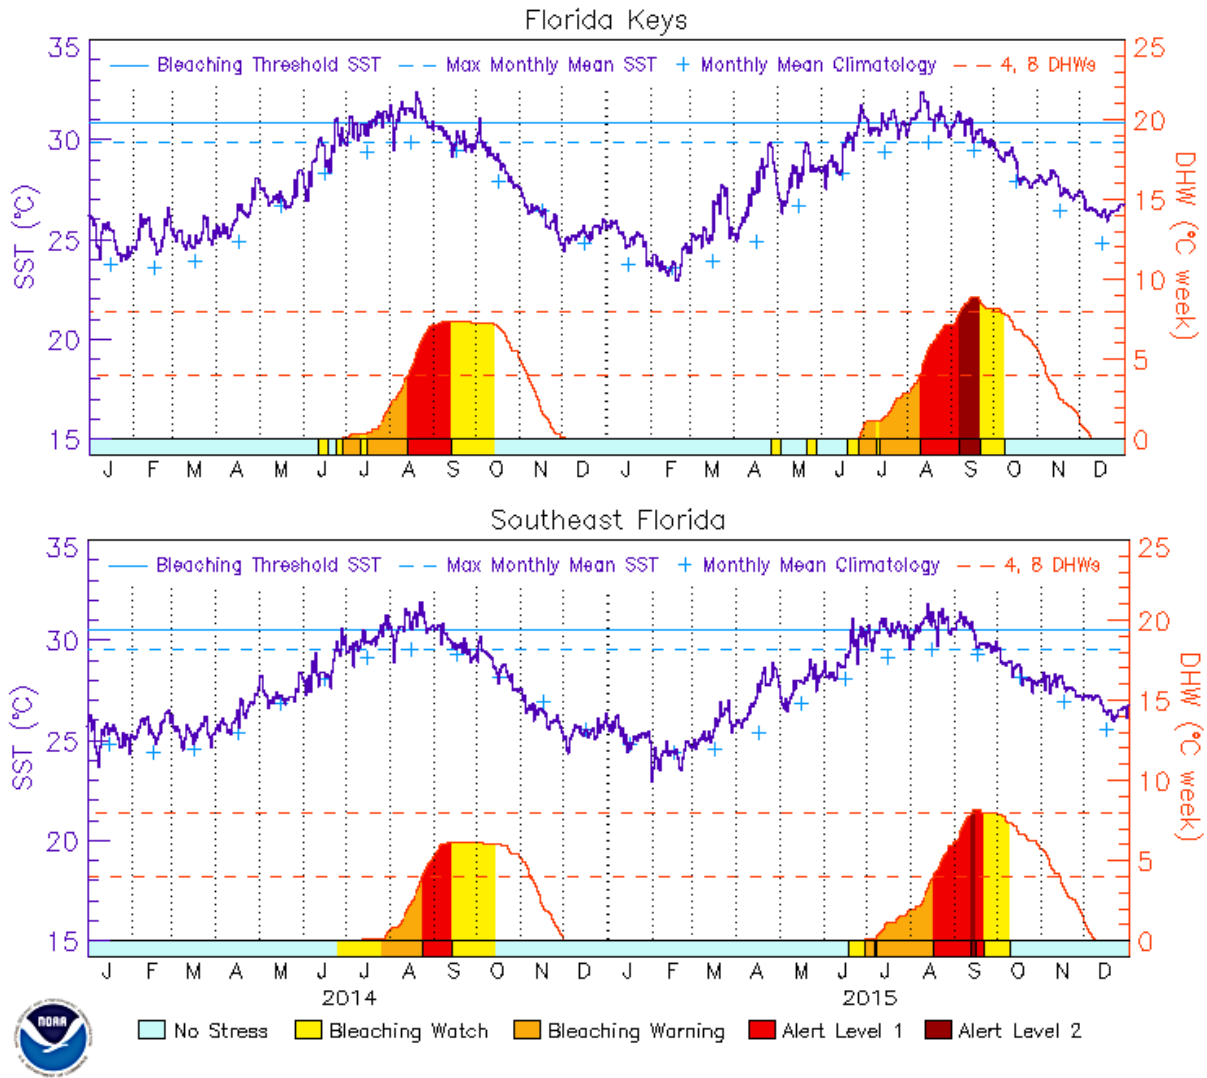 Florida Keys
35 25
Bleaching Threshold SST Max Monthly Mean SST Monthly Mean Climatology 4, 8 DHWs
30 20
SST (°C) 25 15 DHW (°C week)
10
20 5
15 0
J F M A M J J A S O N D J F M A M J J A S O N D
Southeast Florida
35 25
Bleaching Threshold SST Max Monthly Mean SST Monthly Mean Climatology 4, 8 DHWs
30 20
SST (°C) 25 15 DHW (°C week)
10
20 5
15 0
J F M A M J J A S O N D J F M A M J J A S O N D
2014 2015
NOAA
No Stress Bleaching Watch Bleaching Warning Alert Level 1 Alert Level 2